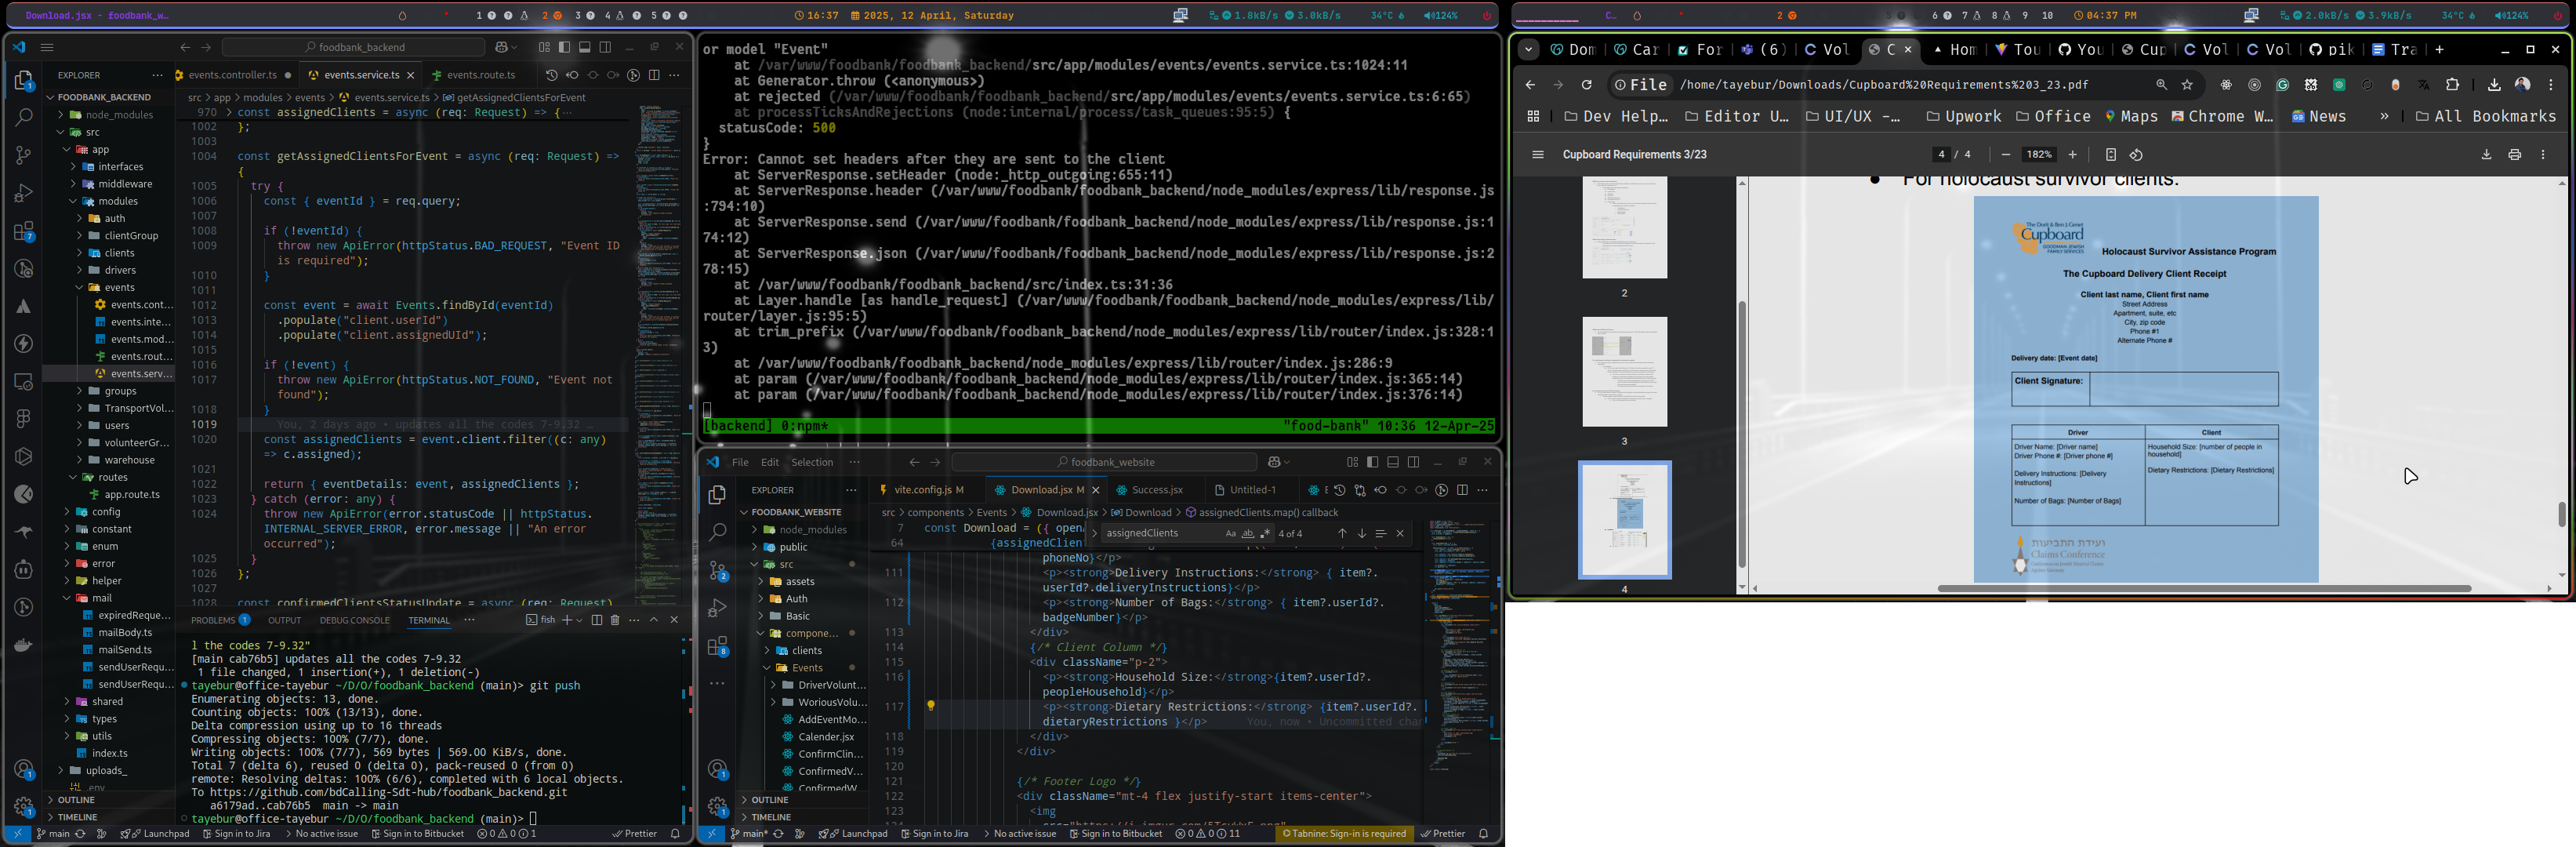 Download.jsx - foodbank_w…
1
2
3
4
5
16:37
2025, 12 April, Saturday
1.8kB/s
3.0kB/s
34°C
124%
2
6
7
8
9
10
04:37 PM
2.0kB/s
3.9kB/s
34°C
124%
foodbank_backend
EXPLORER
FOODBANK_BACKEND
node_modules
src
app
interfaces
middleware
modules
auth
clientGroup
clients
drivers
events
events.cont…
events.inte…
events.mod…
events.rout…
events.serv…
groups
TransportVol…
users
volunteerGr…
warehouse
routes
app.route.ts
config
constant
enum
error
helper
mail
expiredReque…
mailBody.ts
mailSend.ts
sendUserRequ…
sendUserRequ…
shared
types
utils
index.ts
uploads_
.env
OUTLINE
TIMELINE
events.controller.ts
events.service.ts
events.route.ts
src > app > modules > events > events.service.ts > getAssignedClientsForEvent
970 const assignedClients = async (req: Request) => {…
1002 };
1003
1004 const getAssignedClientsForEvent = async (req: Request) =>
{
1005 try {
1006 const { eventId } = req.query;
1007
1008 if (!eventId) {
1009 throw new ApiError(httpStatus.BAD_REQUEST, "Event ID
is required");
1010 }
1011
1012 const event = await Events.findById(eventId)
1013 .populate("client.userId")
1014 .populate("client.assignedUId");
1015
1016 if (!event) {
1017 throw new ApiError(httpStatus.NOT_FOUND, "Event not
found");
1018 }
1019 You, 2 days ago • updates all the codes 7-9.32 …
1020 const assignedClients = event.client.filter((c: any)
=> c.assigned);
1021
1022 return { eventDetails: event, assignedClients };
1023 } catch (error: any) {
1024 throw new ApiError(error.statusCode || httpStatus.
INTERNAL_SERVER_ERROR, error.message || "An error
occurred");
1025 }
1026 };
1027
1028 const confirmedClientsStatusUpdate = async (req: Request)
PROBLEMS 1 OUTPUT DEBUG CONSOLE TERMINAL fish
l the codes 7-9.32"
[main cab76b5] updates all the codes 7-9.32
1 file changed, 1 insertion(+), 1 deletion(-)
tayebur@office-tayebur ~/D/O/foodbank_backend (main)> git push
Enumerating objects: 13, done.
Counting objects: 100% (13/13), done.
Delta compression using up to 16 threads
Compressing objects: 100% (7/7), done.
Writing objects: 100% (7/7), 569 bytes | 569.00 KiB/s, done.
Total 7 (delta 6), reused 0 (delta 0), pack-reused 0 (from 0)
remote: Resolving deltas: 100% (6/6), completed with 6 local objects.
To https://github.com/bdCalling-Sdt-hub/foodbank_backend.git
a6179ad..cab76b5 main -> main
tayebur@office-tayebur ~/D/O/foodbank_backend (main)>
main Launchpad Sign in to Jira No active issue Sign in to Bitbucket 0 0 1 Prettier
or model "Event"
at /var/www/foodbank/foodbank_backend/src/app/modules/events/events.service.ts:1024:11
at Generator.throw (<anonymous>)
at rejected (/var/www/foodbank/foodbank_backend/src/app/modules/events/events.service.ts:6:65)
at processTicksAndRejections (node:internal/process/task_queues:95:5) {
statusCode: 500
}
Error: Cannot set headers after they are sent to the client
at ServerResponse.setHeader (node:_http_outgoing:655:11)
at ServerResponse.header (/var/www/foodbank/foodbank_backend/node_modules/express/lib/response.js
:794:10)
at ServerResponse.send (/var/www/foodbank/foodbank_backend/node_modules/express/lib/response.js:1
74:12)
at ServerResponse.json (/var/www/foodbank/foodbank_backend/node_modules/express/lib/response.js:2
78:15)
at /var/www/foodbank/foodbank_backend/src/index.ts:31:36
at Layer.handle [as handle_request] (/var/www/foodbank/foodbank_backend/node_modules/express/lib/
router/layer.js:95:5)
at trim_prefix (/var/www/foodbank/foodbank_backend/node_modules/express/lib/router/index.js:328:1
3)
at /var/www/foodbank/foodbank_backend/node_modules/express/lib/router/index.js:286:9
at param (/var/www/foodbank/foodbank_backend/node_modules/express/lib/router/index.js:365:14)
at param (/var/www/foodbank/foodbank_backend/node_modules/express/lib/router/index.js:376:14)
[backend] 0:npm* "food-bank" 10:36 12-Apr-25
File Edit Selection … foodbank_website
EXPLORER
FOODBANK_WEBSITE
node_modules
public
src
assets
Auth
Basic
compone…
clients
Events
DriverVolunt…
WoriousVolu…
AddEventMo…
Calender.jsx
ConfirmClin…
ConfirmedV…
ConfirmedW…
OUTLINE
TIMELINE
vite.config.js M
Download.jsx M
Success.jsx
Untitled-1
src > components > Events > Download.jsx > Download > assignedClients.map() callback
7 const Download = ({ open
64 {assignedClient
assignedClients 4 of 4
phoneNo}</p>
111 <p><strong>Delivery Instructions:</strong> { item?.
userId?.deliveryInstructions}</p>
112 <p><strong>Number of Bags:</strong> { item?.userId?.
badgeNumber}</p>
113 </div>
114 {/* Client Column */}
115 <div className="p-2">
116 <p><strong>Household Size:</strong>{item?.userId?.
peopleHousehold}</p>
117 <p><strong>Dietary Restrictions:</strong> {item?.userId?.
dietaryRestrictions }</p> You, now • Uncommitted chan
118 </div>
119 </div>
120
121 {/* Footer Logo */}
122 <div className="mt-4 flex justify-start items-center">
123 <img
main* Launchpad Sign in to Jira No active issue Sign in to Bitbucket 0 0 11 Tabnine: Sign-in is required Prettier
Dom Car For (6) Vol C Hom Tou You Cup Vol Vol pik Tra
File /home/tayebur/Downloads/Cupboard%20Requirements%203_23.pdf
Dev Help… Editor U… UI/UX -… Upwork Office Maps Chrome W… News » All Bookmarks
Cupboard Requirements 3/23 4 / 4 182%
2
3
4
For holocaust survivor clients:
The Dorit & Ben J. Genet
Cupboard
GOODMAN JEWISH
FAMILY SERVICES
Holocaust Survivor Assistance Program
The Cupboard Delivery Client Receipt
Client last name, Client first name
Street Address
Apartment, suite, etc
City, zip code
Phone #1
Alternate Phone #
Delivery date: [Event date]
Client Signature:
Driver
Client
Driver Name: [Driver name]
Driver Phone #: [Driver phone #]
Delivery Instructions: [Delivery
Instructions]
Number of Bags: [Number of Bags]
Household Size: [number of people in
household]
Dietary Restrictions: [Dietary Restrictions]
ועידת התביעות
Claims Conference